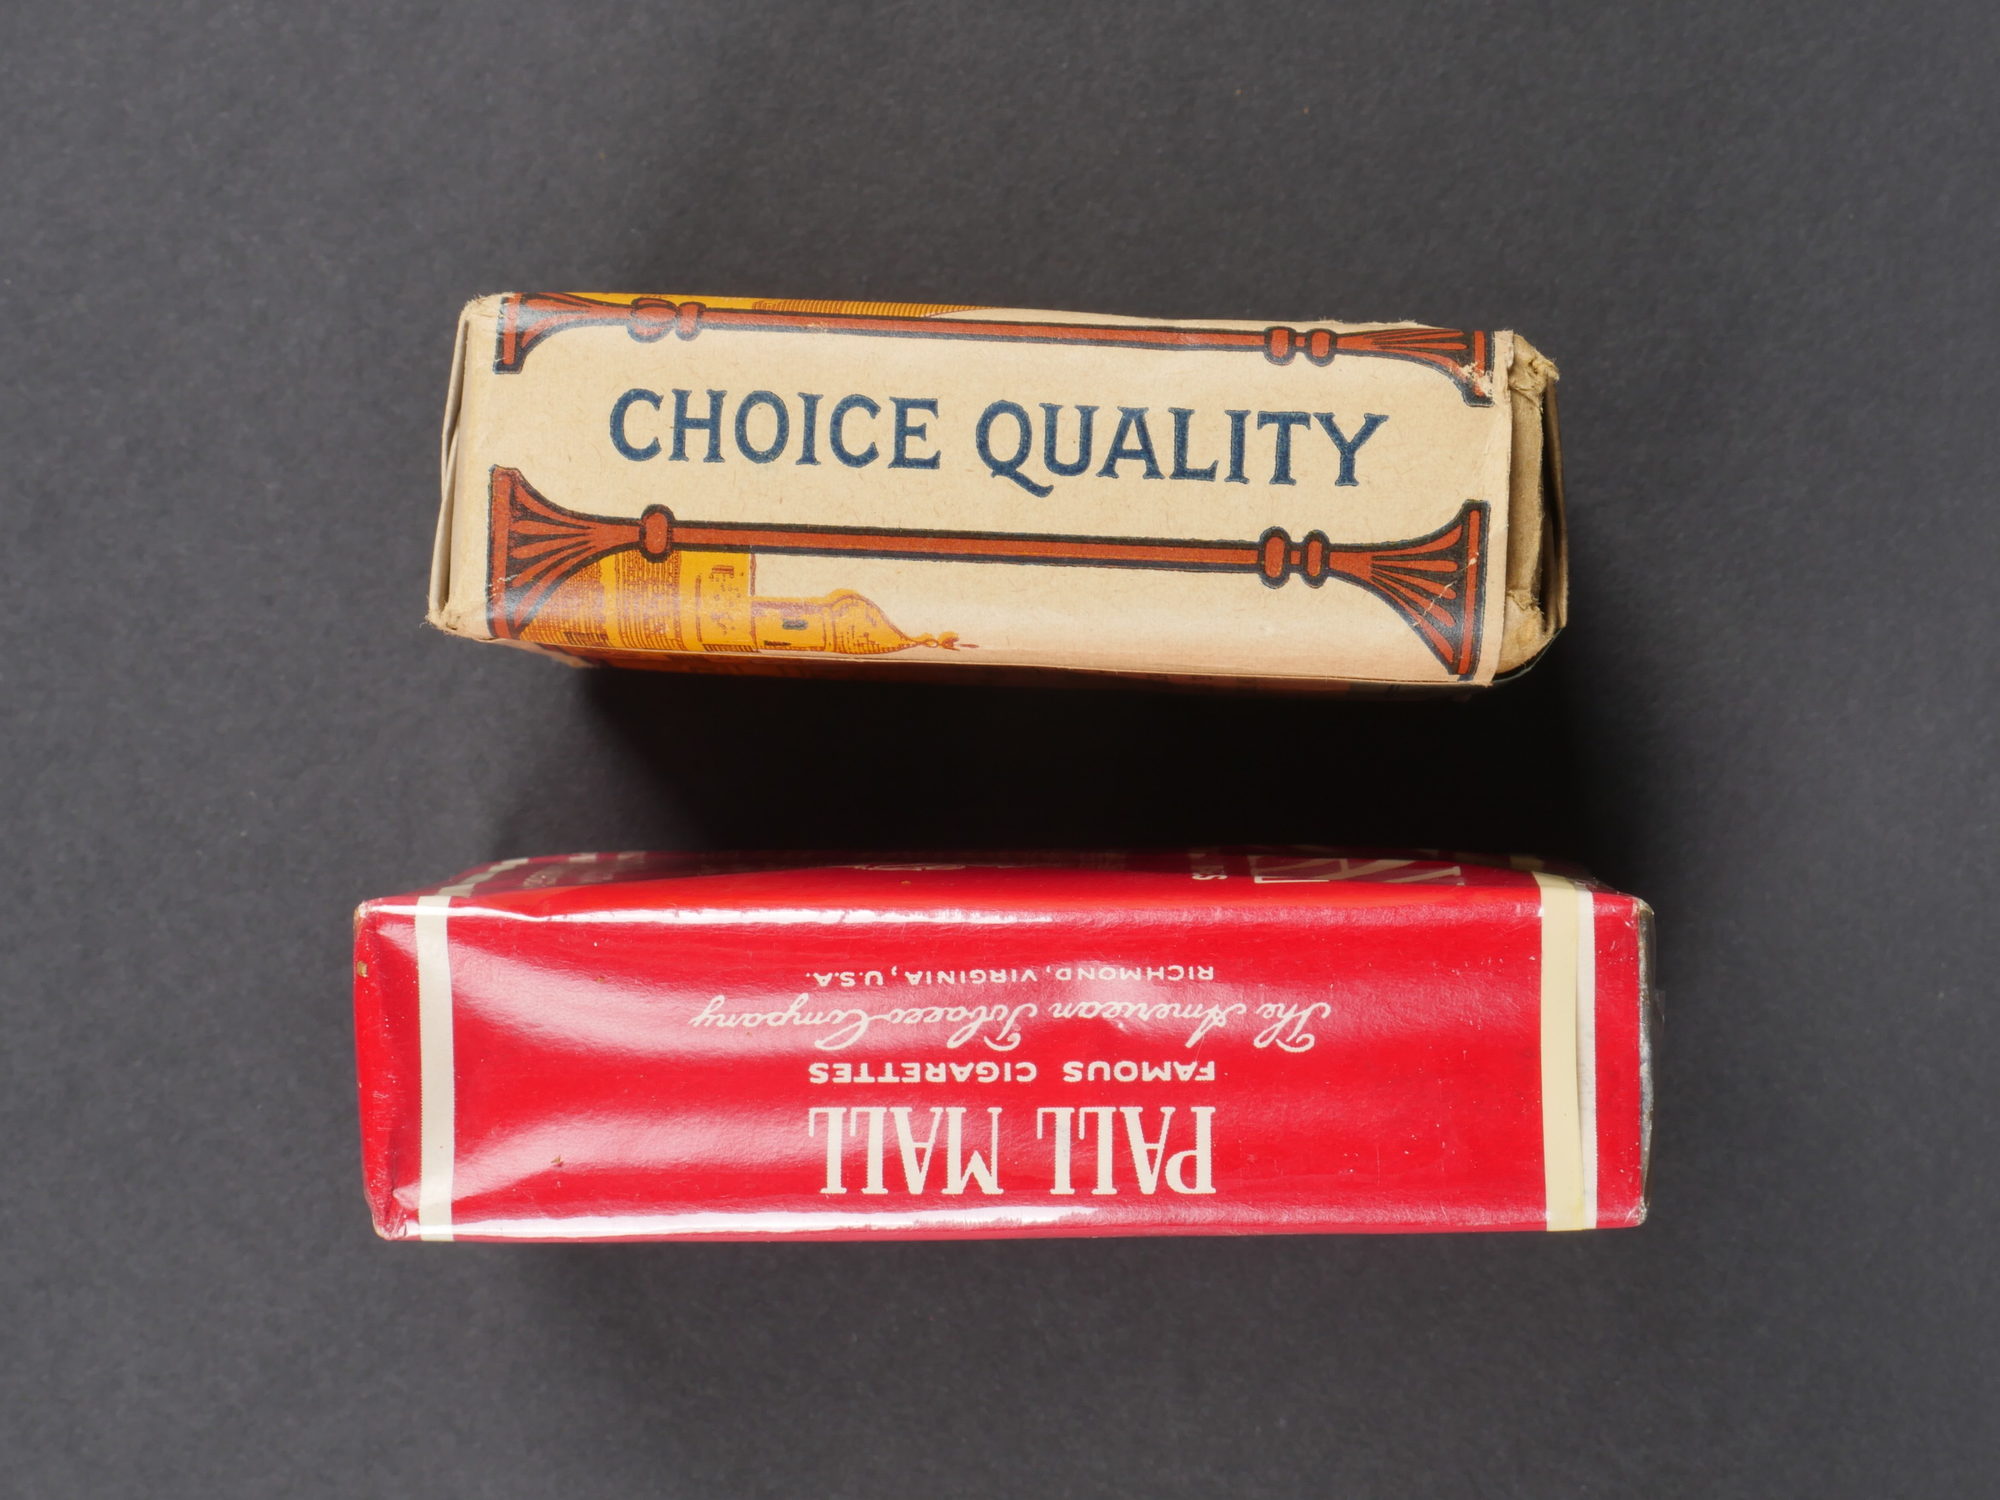 CHOICE QUALITY
PALL MALL
FAMOUS CIGARETTES
The American Tobacco Company
RICHMOND, VIRGINIA, U.S.A.